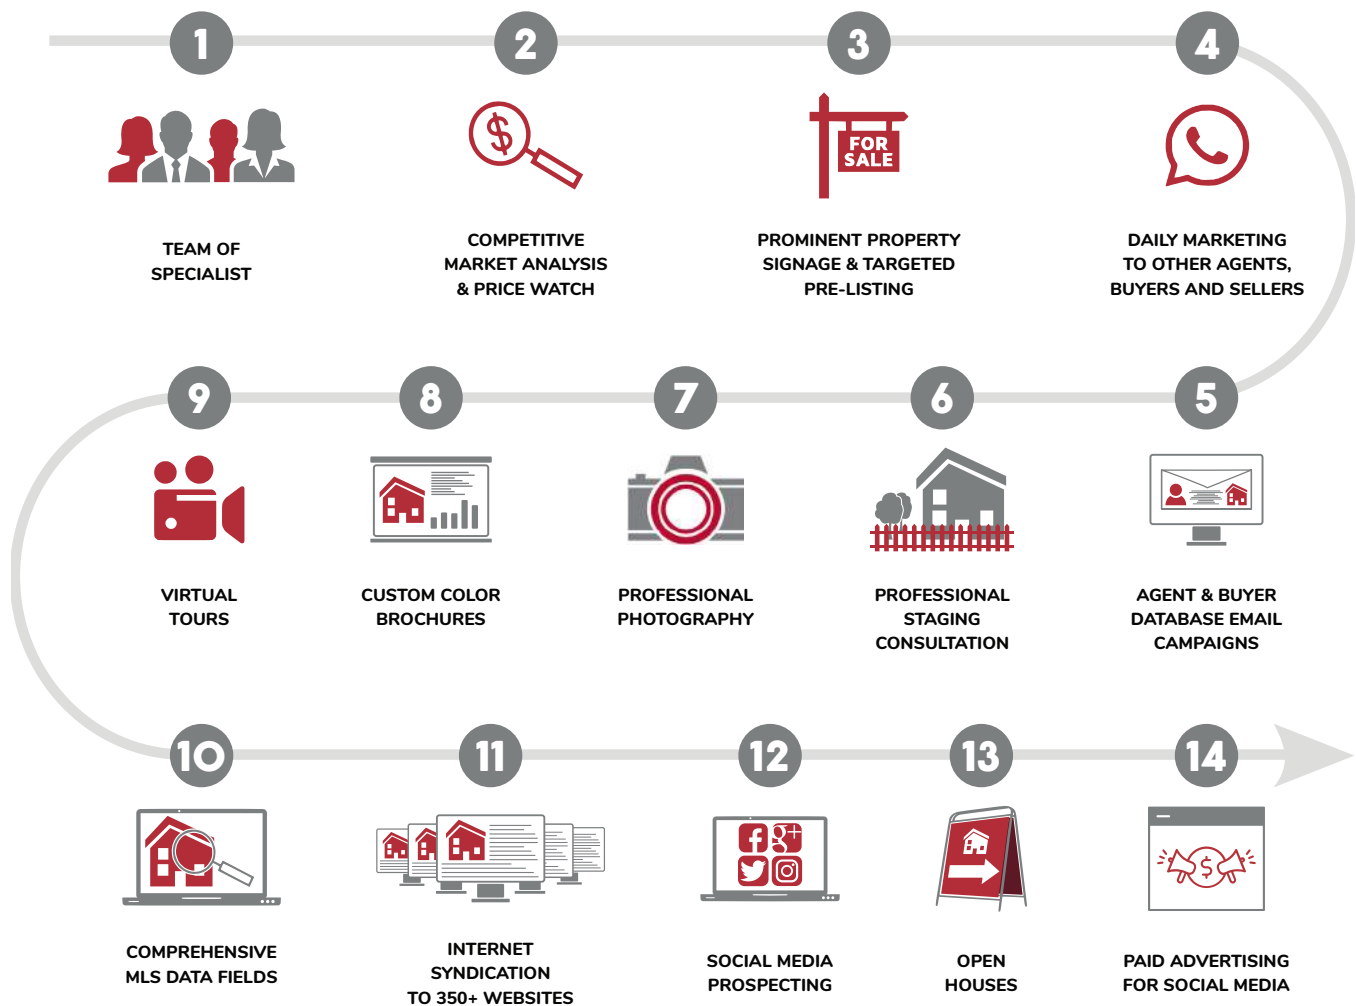 1
2
3
4
FOR
SALE
TEAM OF
SPECIALIST
COMPETITIVE
MARKET ANALYSIS
& PRICE WATCH
PROMINENT PROPERTY
SIGNAGE & TARGETED
PRE-LISTING
DAILY MARKETING
TO OTHER AGENTS,
BUYERS AND SELLERS
9
8
7
6
5
VIRTUAL
TOURS
CUSTOM COLOR
BROCHURES
PROFESSIONAL
PHOTOGRAPHY
PROFESSIONAL
STAGING
CONSULTATION
AGENT & BUYER
DATABASE EMAIL
CAMPAIGNS
10
11
12
13
14
COMPREHENSIVE
MLS DATA FIELDS
INTERNET
SYNDICATION
TO 350+ WEBSITES
SOCIAL MEDIA
PROSPECTING
OPEN
HOUSES
PAID ADVERTISING
FOR SOCIAL MEDIA